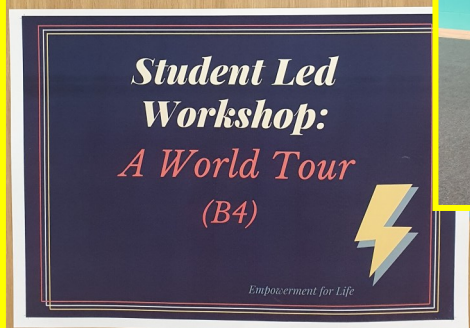 Student Led
Workshop:
A World Tour
(B4)
Empowerment for Life